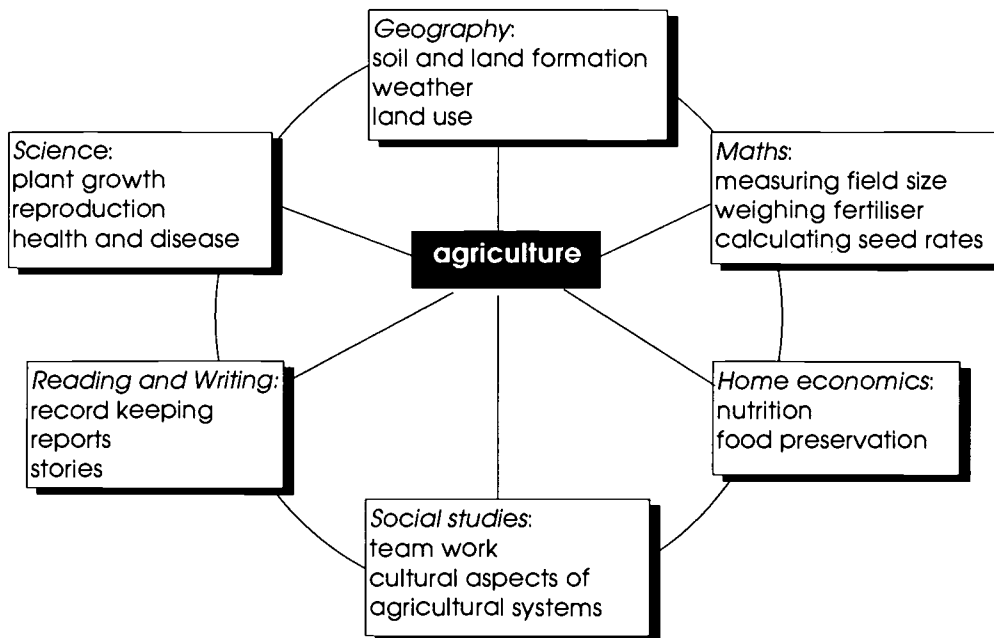 Geography:
soil and land formation
weather
land use
Science:
plant growth
reproduction
health and disease
Maths:
measuring field size
weighing fertiliser
calculating seed rates
agriculture
Reading and Writing:
record keeping
reports
stories
Home economics:
nutrition
food preservation
Social studies:
team work
cultural aspects of
agricultural systems